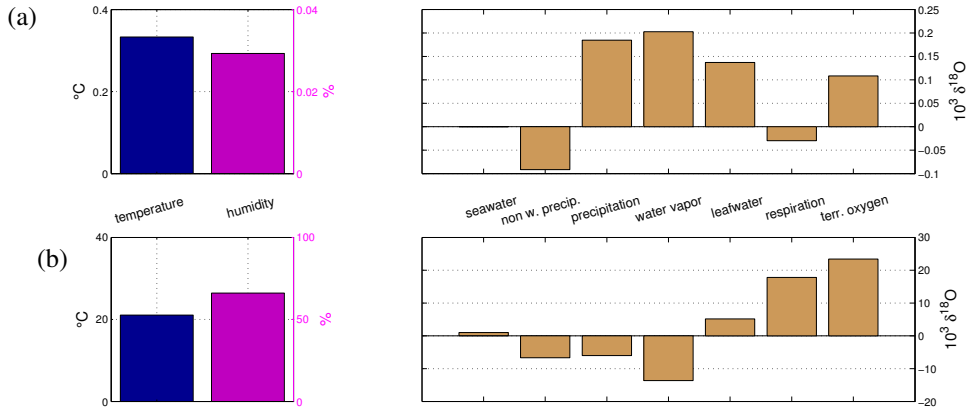 (a)
0.4
0.2
0
°C
0.04
0.02
0
%
0.25
0.2
0.15
0.1
0.05
0
−0.05
−0.1
10³ δ¹⁸O
temperature
humidity
seawater
non w. precip.
precipitation
water vapor
leafwater
respiration
terr. oxygen
(b)
40
20
0
°C
100
50
0
%
30
20
10
0
−10
−20
10³ δ¹⁸O